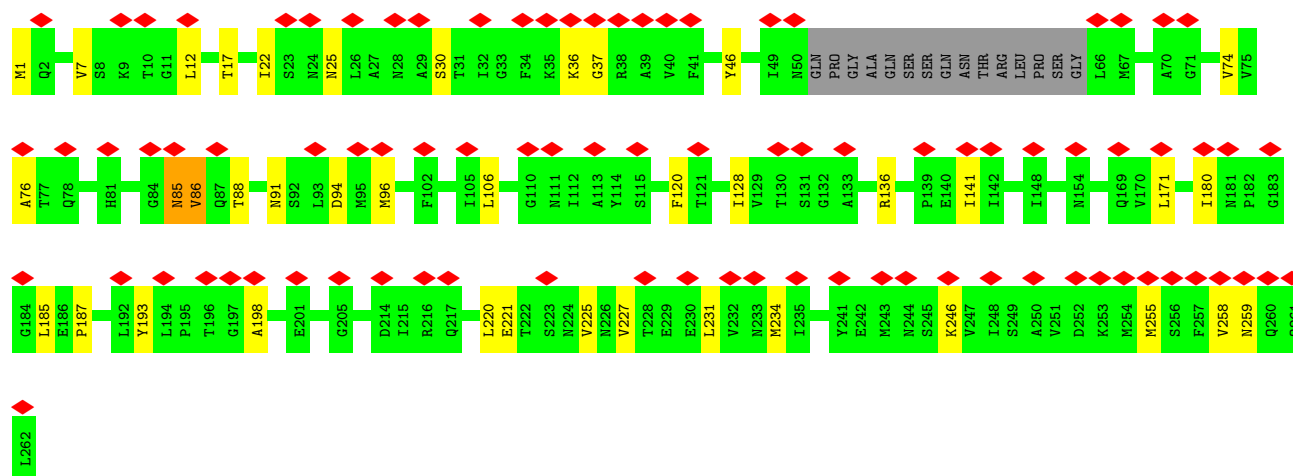 M1 Q2 V7 S8 K9 T10 G11 L12 T17 I22 S23 N24 N25 L26 A27 N28 A29 S30 T31 I32 G33 F34 K35 K36 G37 R38 A39 V40 F41 Y46 I49 N50 GLN PRO GLY ALA GLN SER SER GLN ASN THR ARG LEU PRO SER GLY L66 M67 A70 G71 V74 V75
A76 T77 Q78 H81 G84 N85 V86 Q87 T88 N91 S92 L93 D94 M95 M96 F102 I105 L106 G110 N111 I112 A113 Y114 S115 F120 T121 I128 V129 T130 S131 G132 A133 R136 P139 E140 I141 I142 I148 N154 Q169 V170 L171 I180 N181 P182 G183
G184 L185 E186 P187 L192 Y193 L194 P195 T196 G197 A198 E201 G205 D214 I215 R216 Q217 L220 E221 T222 S223 N224 V225 N226 V227 T228 E229 E230 L231 V232 N233 M234 I235 Y241 E242 M243 N244 S245 K246 V247 I248 S249 A250 V251 D252 K253 M254 M255 S256 F257 V258 N259 Q260
L262